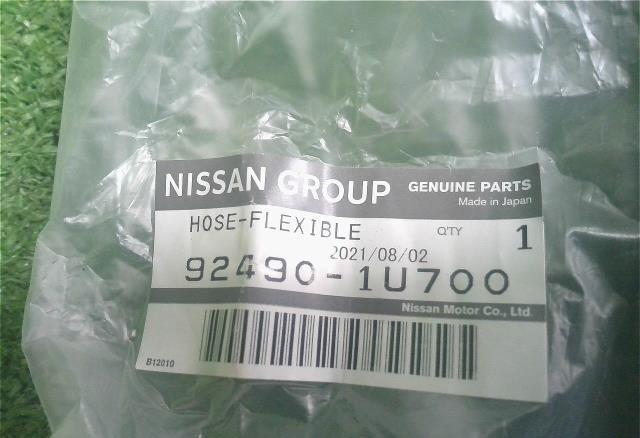 NISSAN GROUP GENUINE PARTS
Made in Japan
HOSE-FLEXIBLE Q'TY 1
2021/08/02
92490-1U700
Nissan Motor Co., Ltd.
B12010